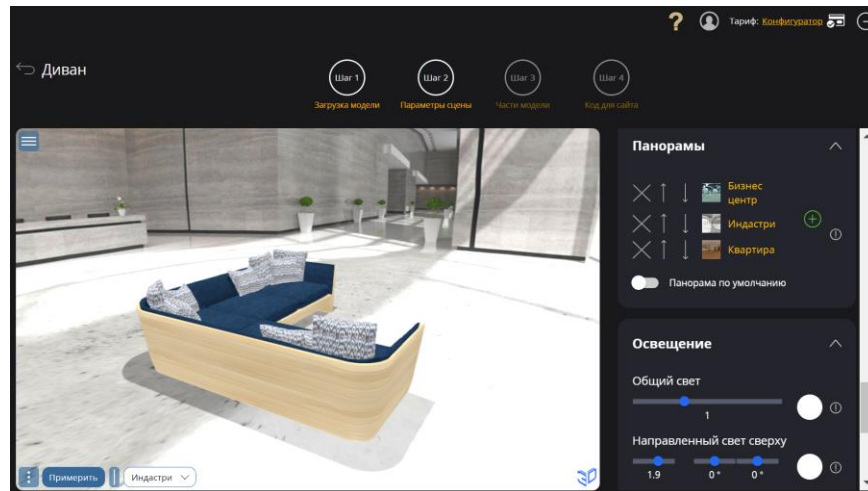 ? Тариф: Конфигуратор
Диван
Шаг 1 Шаг 2 Шаг 3 Шаг 4
Загрузка модели Параметры сцены Части модели Код для сайта
Панорамы
Бизнес
центр
Индастри
Квартира
Панорама по умолчанию
Освещение
Общий свет
1
Направленный свет сверху
1.9 0° 0°
Примерить Индастри
3D